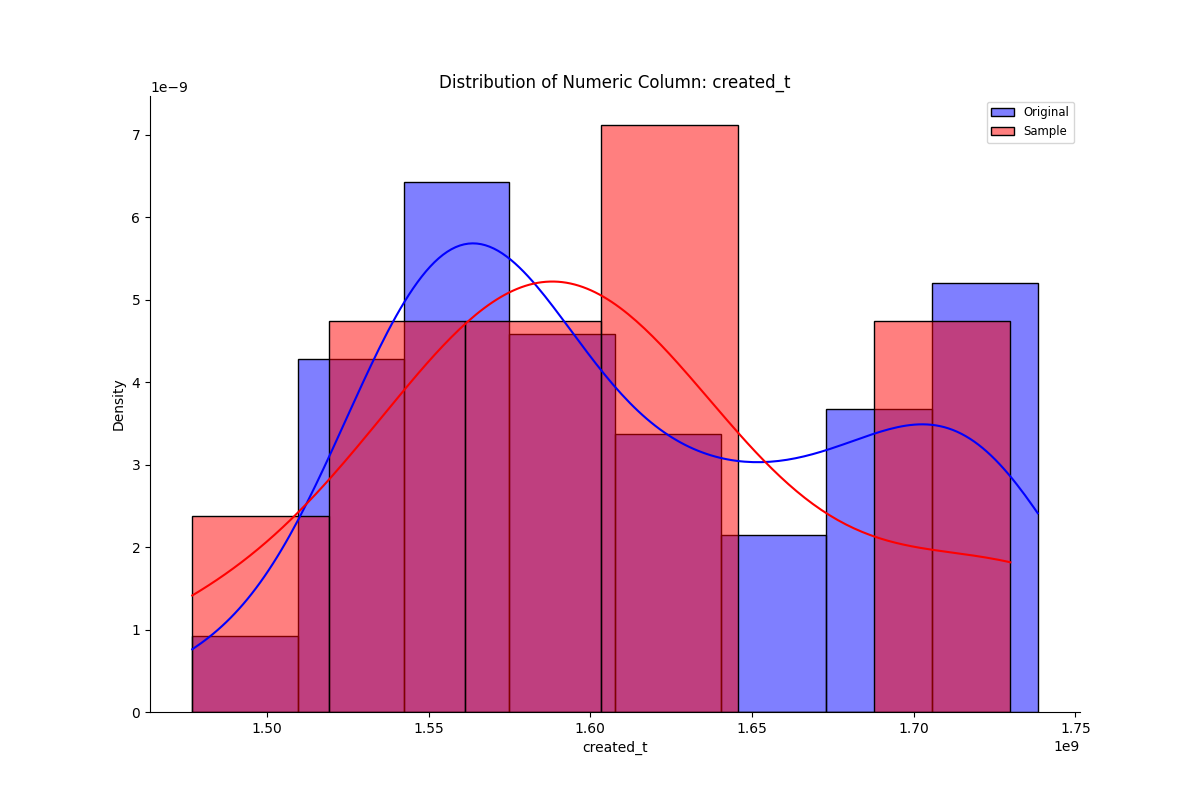 Distribution of Numeric Column: created_t
1e−9
Original
Sample
7
6
5
4
3
2
1
0
Density
1.50 1.55 1.60 1.65 1.70 1.75
created_t
1e9